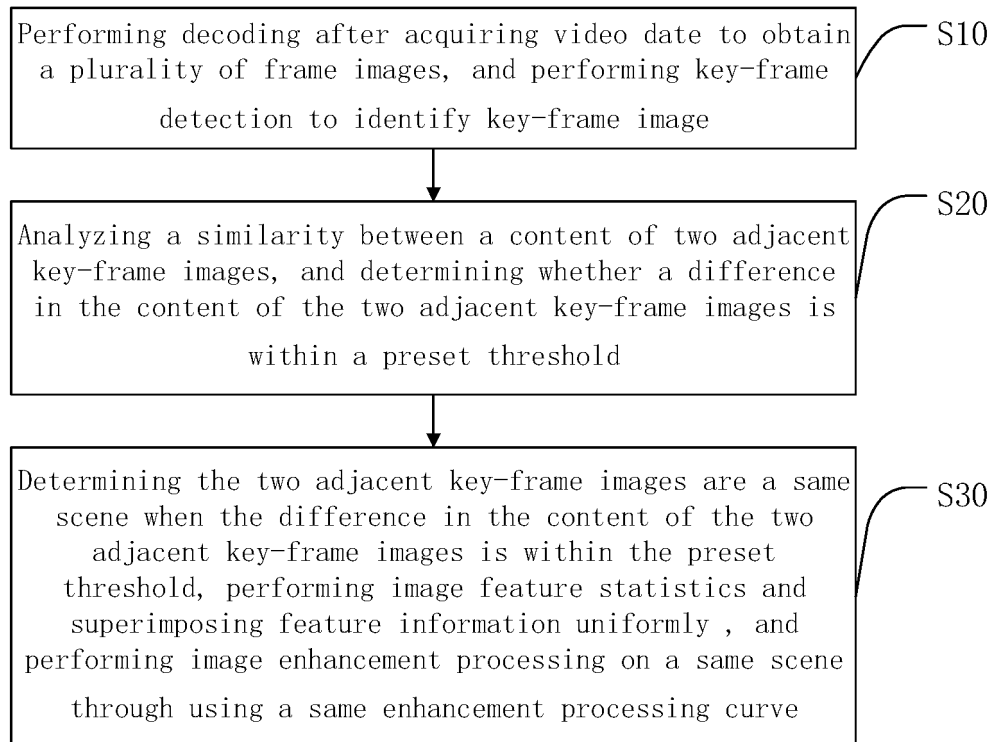 Performing decoding after acquiring video date to obtain
a plurality of frame images, and performing key-frame
detection to identify key-frame image
S10
Analyzing a similarity between a content of two adjacent
key-frame images, and determining whether a difference
in the content of the two adjacent key-frame images is
within a preset threshold
S20
Determining the two adjacent key-frame images are a same
scene when the difference in the content of the two
adjacent key-frame images is within the preset
threshold, performing image feature statistics and
superimposing feature information uniformly , and
performing image enhancement processing on a same scene
through using a same enhancement processing curve
S30